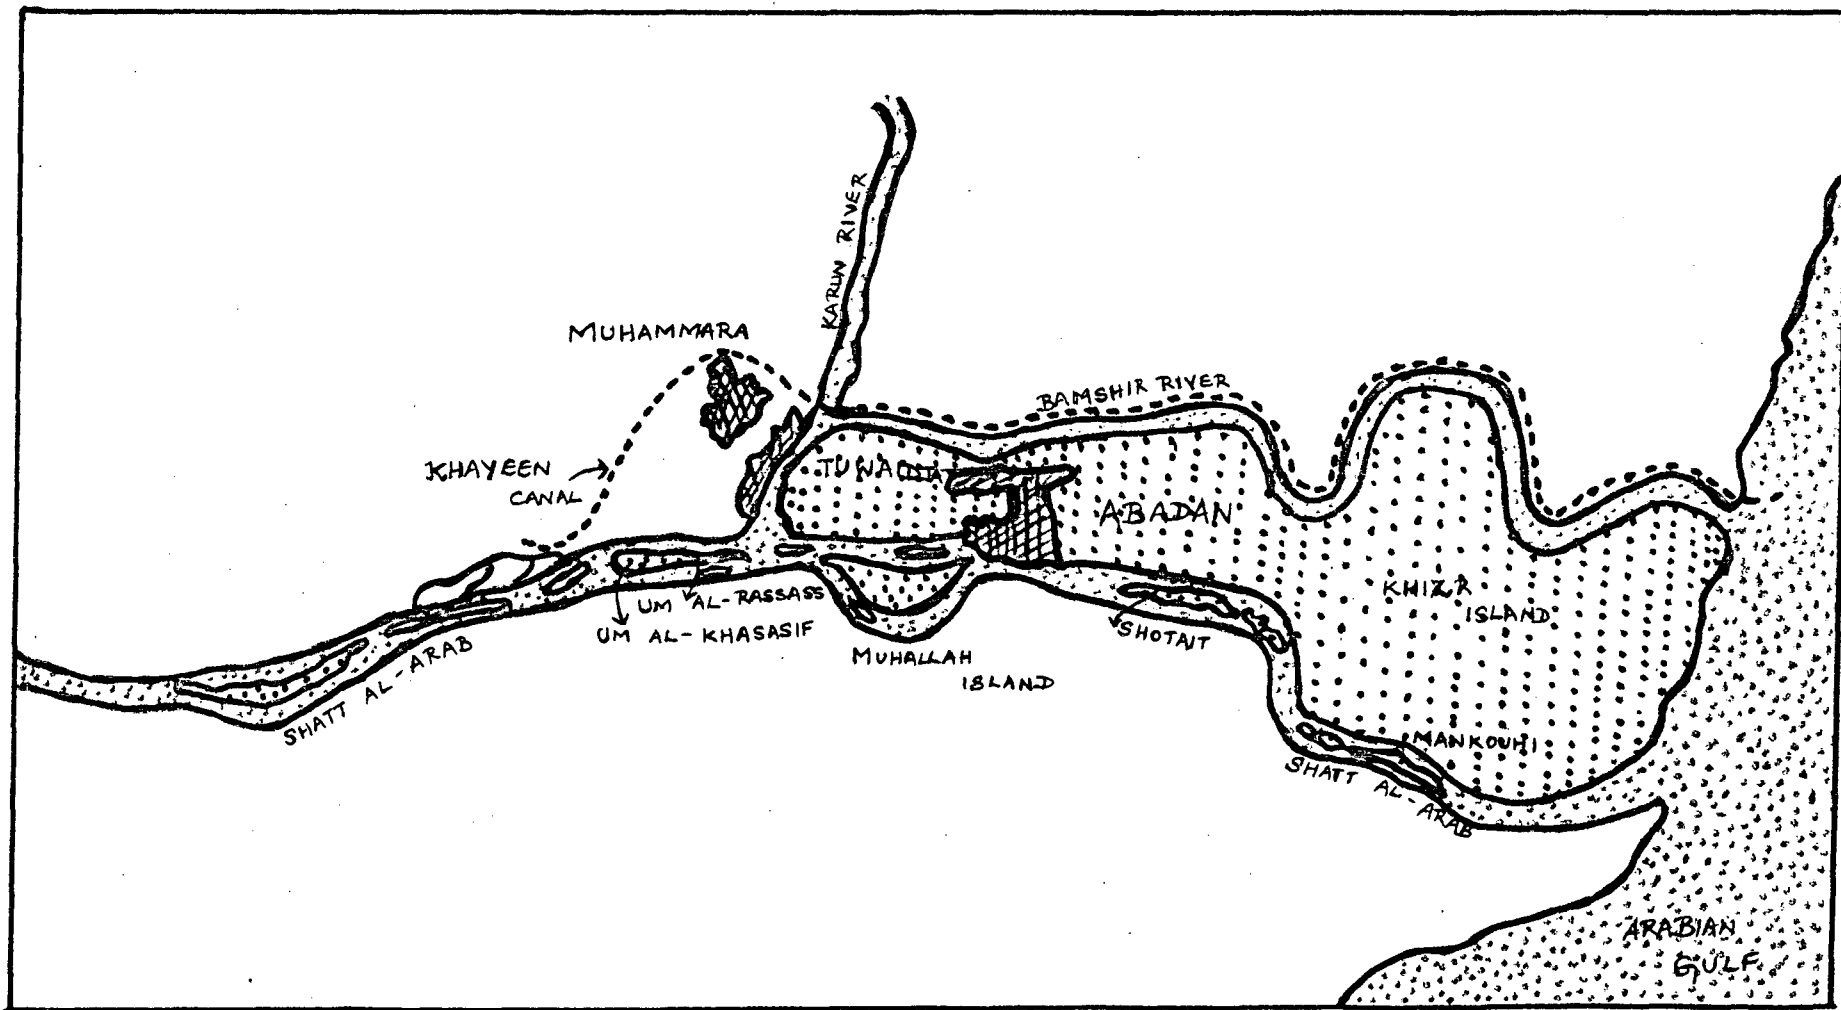 KARUN RIVER
MUHAMMARA
BAMSHIR RIVER
KHAYEEN
CANAL
ABADAN
KHIZR
ISLAND
UM AL-RASSASS
UM AL-KHASASIF
SHOTAIT
MUHALLAH
ISLAND
SHATT AL-ARAB
MANKOUHI
SHATT AL-ARAB
ARABIAN
GULF